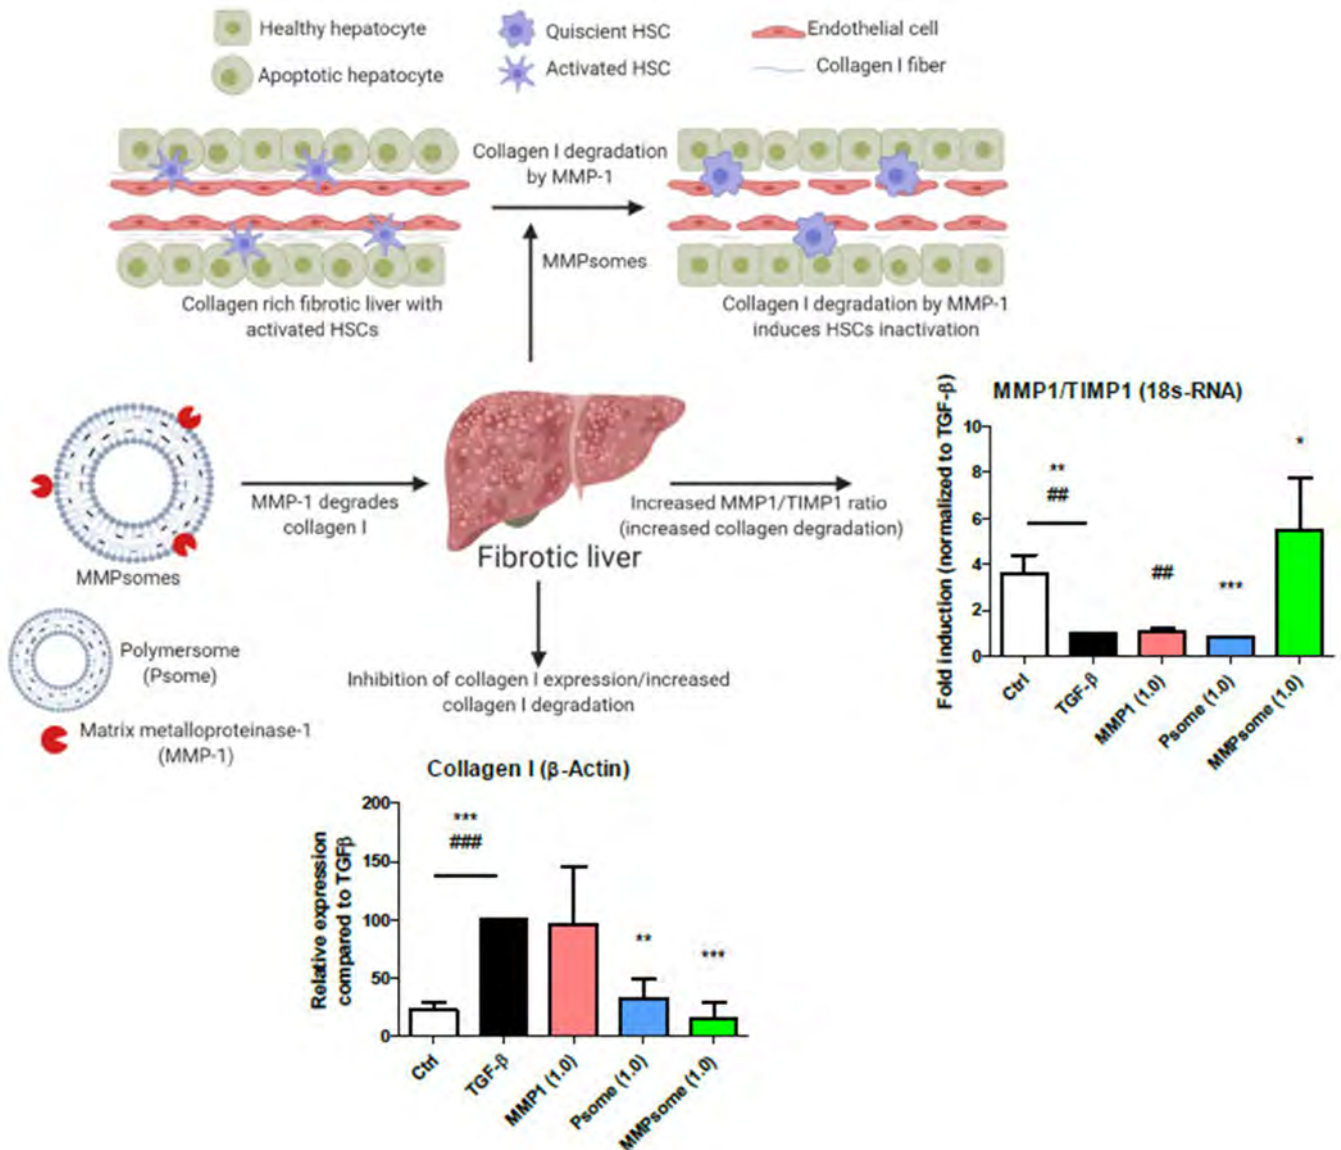 Healthy hepatocyte
Quiscient HSC
Endothelial cell
Apoptotic hepatocyte
Activated HSC
Collagen I fiber
Collagen I degradation
by MMP-1
MMPsomes
Collagen rich fibrotic liver with
activated HSCs
Collagen I degradation by MMP-1
induces HSCs inactivation
MMP-1 degrades
collagen I
MMPsomes
Fibrotic liver
Increased MMP1/TIMP1 ratio
(increased collagen degradation)
Polymersome
(Psome)
Matrix metalloproteinase-1
(MMP-1)
Inhibition of collagen I expression/increased
collagen I degradation
MMP1/TIMP1 (18s-RNA)
Fold induction (normalized to TGF-β)
10
8
6
4
2
0
**
##
##
***
*
Ctrl
TGF-β
MMP1 (1.0)
Psome (1.0)
MMPsome (1.0)
Collagen I (β-Actin)
Relative expression
compared to TGFβ
200
150
100
50
0
***
###
**
***
Ctrl
TGF-β
MMP1 (1.0)
Psome (1.0)
MMPsome (1.0)